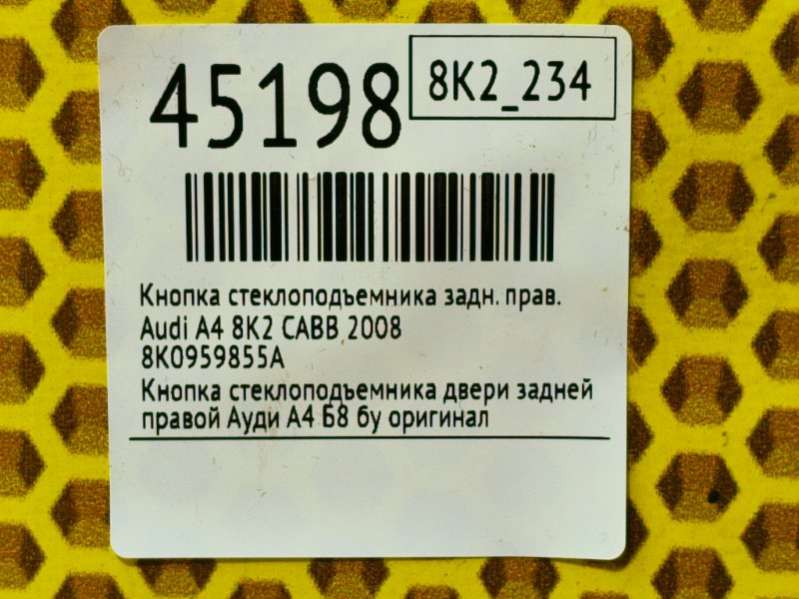 45198
8K2_234
Кнопка стеклоподъемника задн. прав.
Audi A4 8K2 CABB 2008
8K0959855A
Кнопка стеклоподъемника двери задней
правой Ауди А4 Б8 бу оригинал